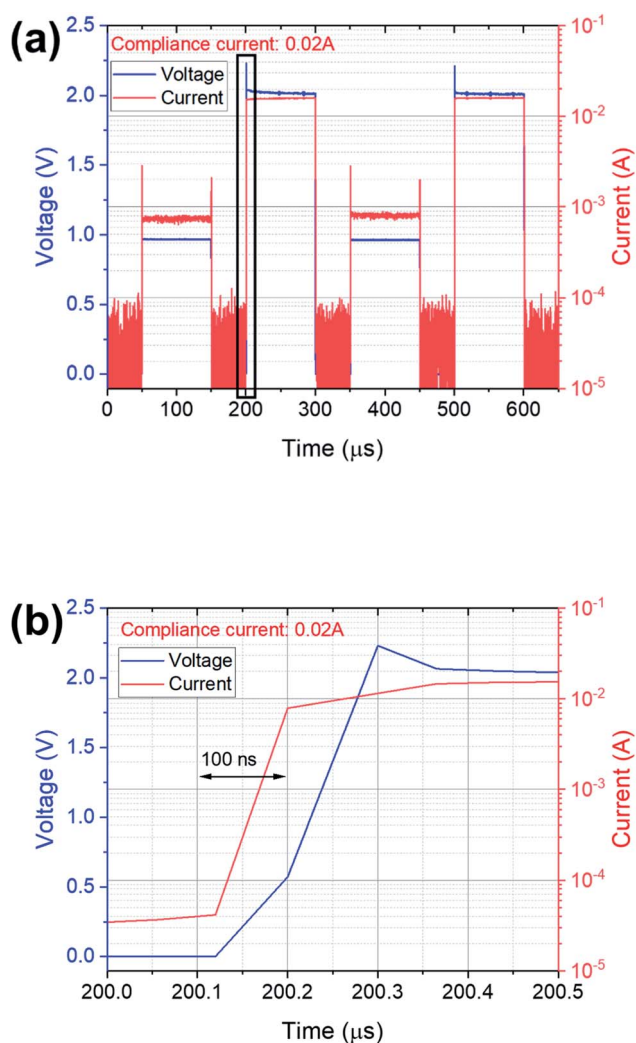 (a)
Compliance current: 0.02A
Voltage
Current
Voltage (V)
2.5
2.0
1.5
1.0
0.5
0.0
Current (A)
10⁻¹
10⁻²
10⁻³
10⁻⁴
10⁻⁵
0 100 200 300 400 500 600
Time (μs)
(b)
Compliance current: 0.02A
Voltage
Current
100 ns
Voltage (V)
2.5
2.0
1.5
1.0
0.5
0.0
Current (A)
10⁻¹
10⁻²
10⁻³
10⁻⁴
10⁻⁵
200.0 200.1 200.2 200.3 200.4 200.5
Time (μs)